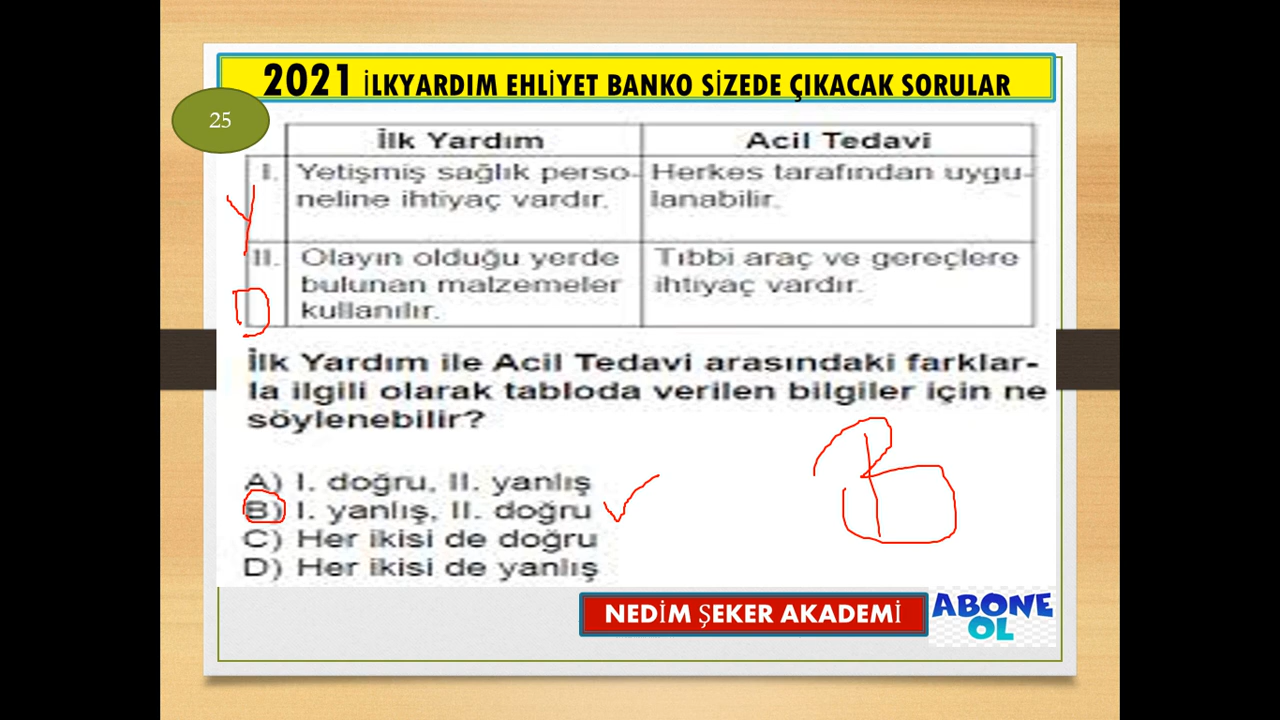 2021 İLKYARDIM EHLİYET BANKO SİZEDE ÇIKACAK SORULAR
25
İlk Yardım
Acil Tedavi
I. Yetişmiş sağlık perso-
neline ihtiyaç vardır.
Herkes tarafından uygu-
lanabilir.
Y
II. Olayın olduğu yerde
bulunan malzemeler
kullanılır.
Tıbbi araç ve gereçlere
ihtiyaç vardır.
D
İlk Yardım ile Acil Tedavi arasındaki farklar-
la ilgili olarak tabloda verilen bilgiler için ne
söylenebilir?
A) I. doğru, II. yanlış
B) I. yanlış, II. doğru
C) Her ikisi de doğru
D) Her ikisi de yanlış
B
NEDİM ŞEKER AKADEMİ
ABONE
OL